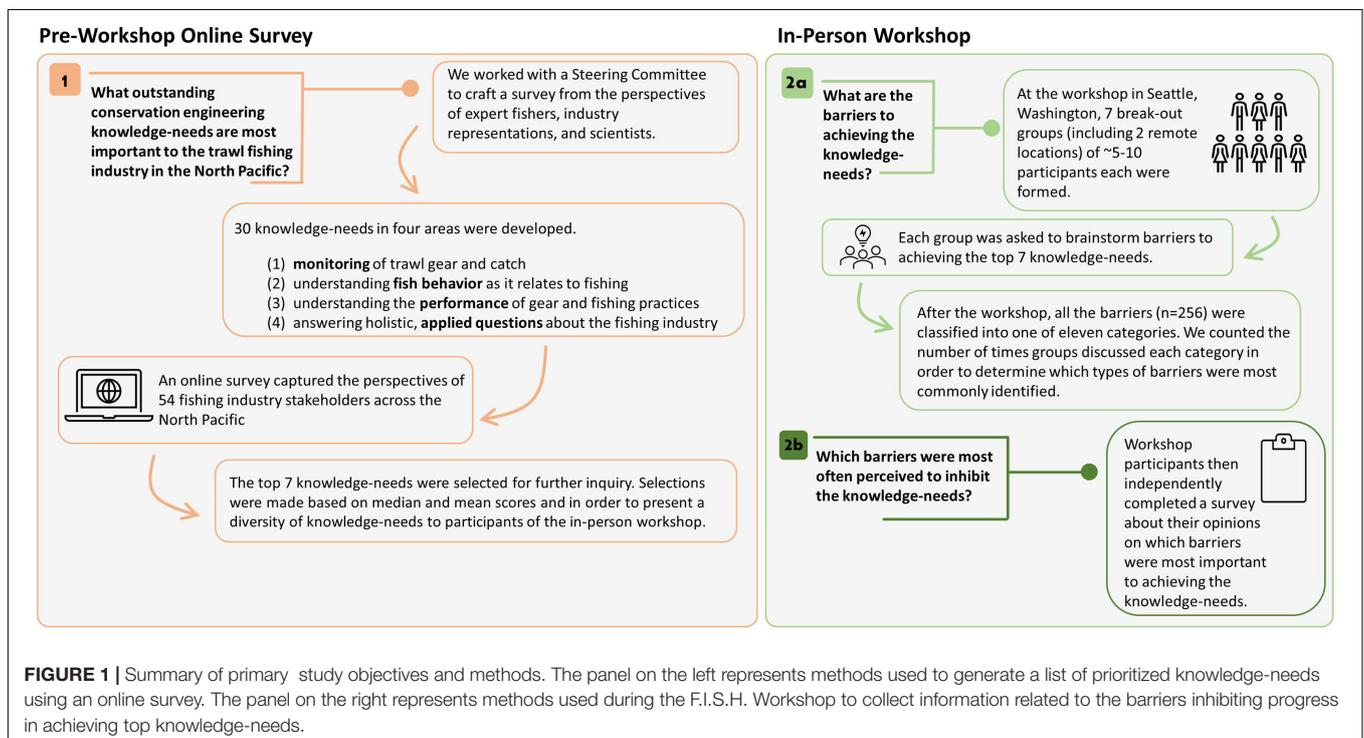 Pre-Workshop Online Survey
1
What outstanding
conservation engineering
knowledge-needs are most
important to the trawl fishing
industry in the North Pacific?
We worked with a Steering Committee
to craft a survey from the perspectives
of expert fishers, industry
representations, and scientists.
30 knowledge-needs in four areas were developed.
(1) monitoring of trawl gear and catch
(2) understanding fish behavior as it relates to fishing
(3) understanding the performance of gear and fishing practices
(4) answering holistic, applied questions about the fishing industry
An online survey captured the perspectives of
54 fishing industry stakeholders across the
North Pacific
The top 7 knowledge-needs were selected for further inquiry. Selections
were made based on median and mean scores and in order to present a
diversity of knowledge-needs to participants of the in-person workshop.
In-Person Workshop
2a
What are the
barriers to
achieving the
knowledge-
needs?
At the workshop in Seattle,
Washington, 7 break-out
groups (including 2 remote
locations) of ~5-10
participants each were
formed.
Each group was asked to brainstorm barriers to
achieving the top 7 knowledge-needs.
After the workshop, all the barriers (n=256) were
classified into one of eleven categories. We counted the
number of times groups discussed each category in
order to determine which types of barriers were most
commonly identified.
2b
Which barriers were most
often perceived to inhibit
the knowledge-needs?
Workshop
participants then
independently
completed a survey
about their opinions
on which barriers
were most important
to achieving the
knowledge-needs.
FIGURE 1 | Summary of primary study objectives and methods. The panel on the left represents methods used to generate a list of prioritized knowledge-needs
using an online survey. The panel on the right represents methods used during the F.I.S.H. Workshop to collect information related to the barriers inhibiting progress
in achieving top knowledge-needs.